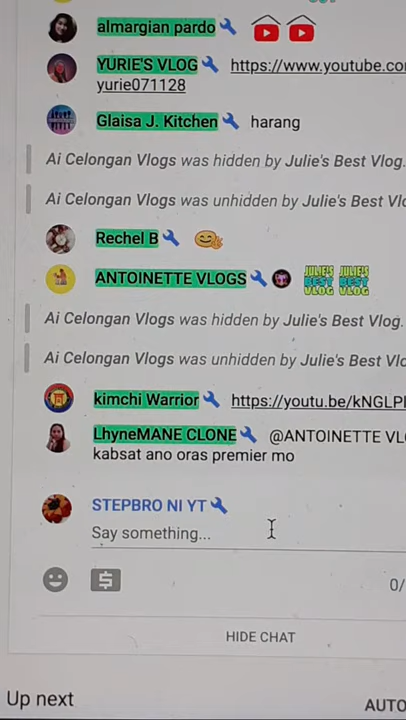 almargian pardo
YURIE'S VLOG https://www.youtube.co
yurie071128
Glaisa J. Kitchen harang
Ai Celongan Vlogs was hidden by Julie's Best Vlog.
Ai Celongan Vlogs was unhidden by Julie's Best Vlo
Rechel B
ANTOINETTE VLOGS JULIE'S BEST VLOG JULIE'S BEST VLOG
Ai Celongan Vlogs was hidden by Julie's Best Vlog.
Ai Celongan Vlogs was unhidden by Julie's Best Vlo
kimchi Warrior https://youtu.be/kNGLP
LhyneMANE CLONE @ANTOINETTE VL
kabsat ano oras premier mo
STEPBRO NI YT
Say something...
0/
HIDE CHAT
Up next
AUTO